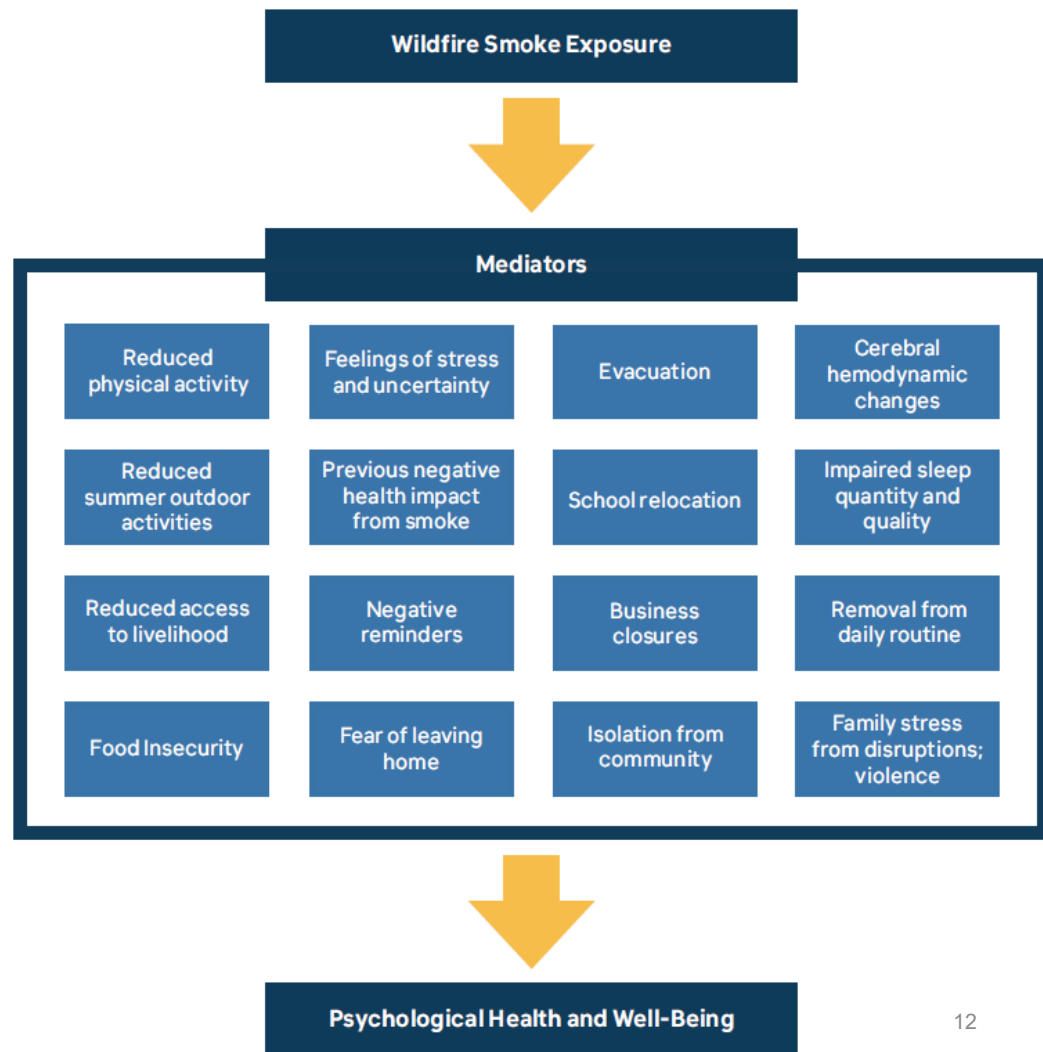 Wildfire Smoke Exposure
Mediators
Reduced
physical activity
Feelings of stress
and uncertainty
Evacuation
Cerebral
hemodynamic
changes
Reduced
summer outdoor
activities
Previous negative
health impact
from smoke
School relocation
Impaired sleep
quantity and
quality
Reduced access
to livelihood
Negative
reminders
Business
closures
Removal from
daily routine
Food Insecurity
Fear of leaving
home
Isolation from
community
Family stress
from disruptions;
violence
Psychological Health and Well-Being
12